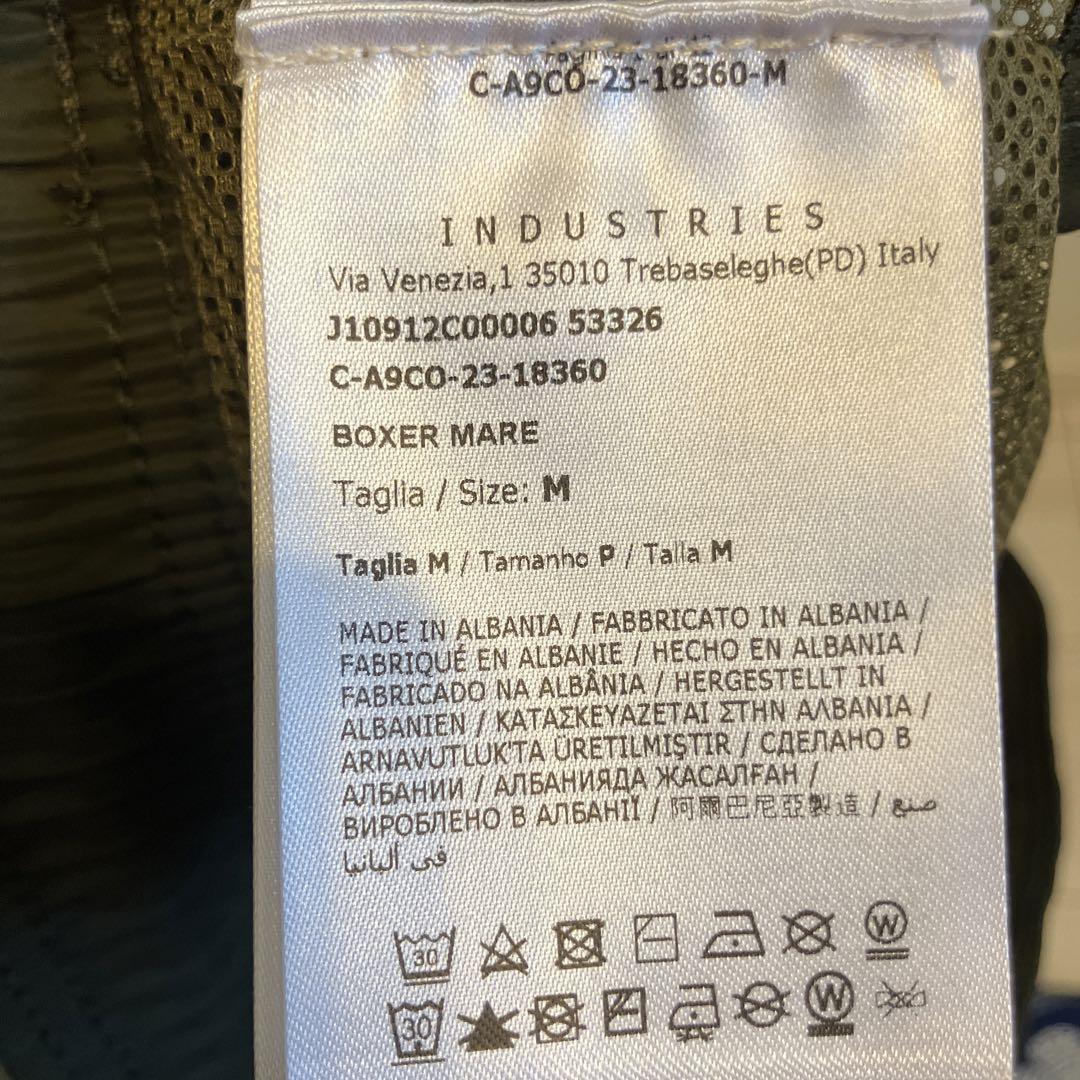 C-A9CO-23-18360-M
INDUSTRIES
Via Venezia,1 35010 Trebaseleghe(PD) Italy
J10912C00006 53326
C-A9CO-23-18360
BOXER MARE
Taglia / Size: M
Taglia M / Tamanho P / Talla M
MADE IN ALBANIA / FABBRICATO IN ALBANIA /
FABRIQUÉ EN ALBANIE / HECHO EN ALBANIA /
FABRICADO NA ALBÂNIA / HERGESTELLT IN
ALBANIEN / ΚΑΤΑΣΚΕΥΑΖΕΤΑΙ ΣΤΗΝ ΑΛΒΑΝΙΑ /
ARNAVUTLUK'TA ÜRETILMIŞTIR / СДЕЛАНО В
АЛБАНИИ / АЛБАНИЯДА ЖАСАЛҒАН /
ВИРОБЛЕНО В АЛБАНІЇ / 阿爾巴尼亞製造 / صنع
في ألبانيا
30 W
30 W